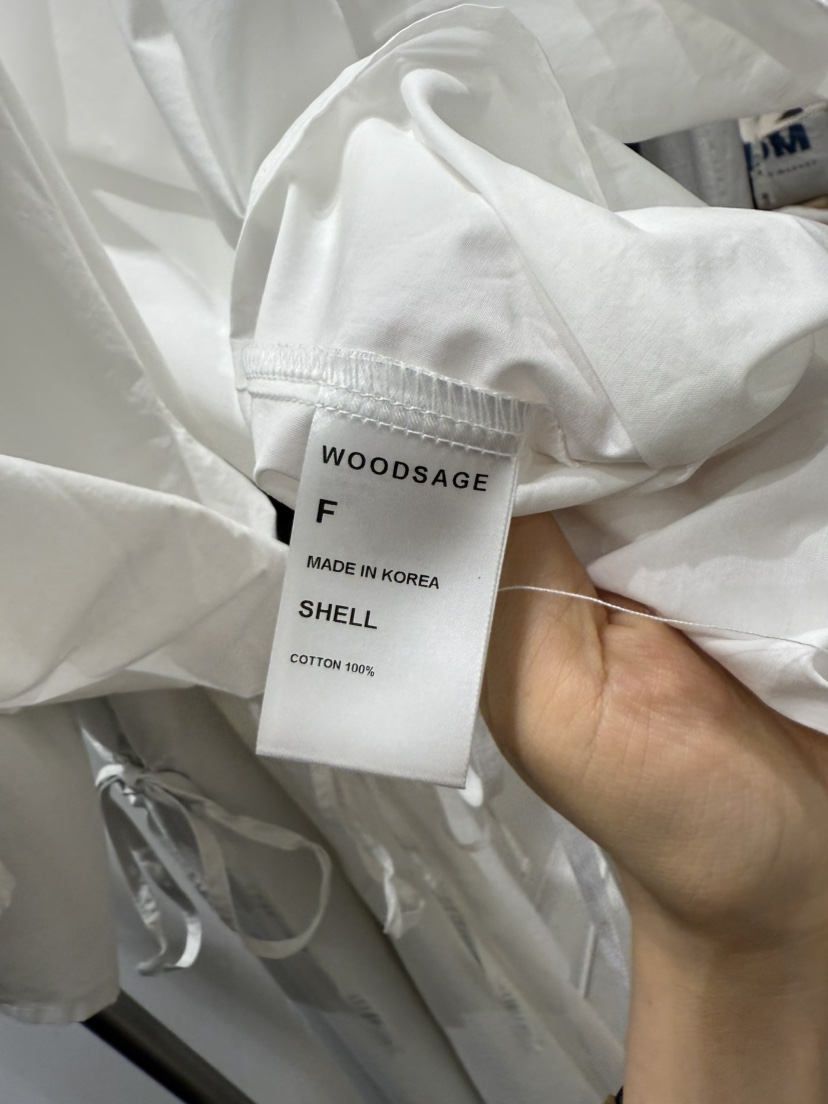 WOODSAGE
F
MADE IN KOREA
SHELL
COTTON 100%